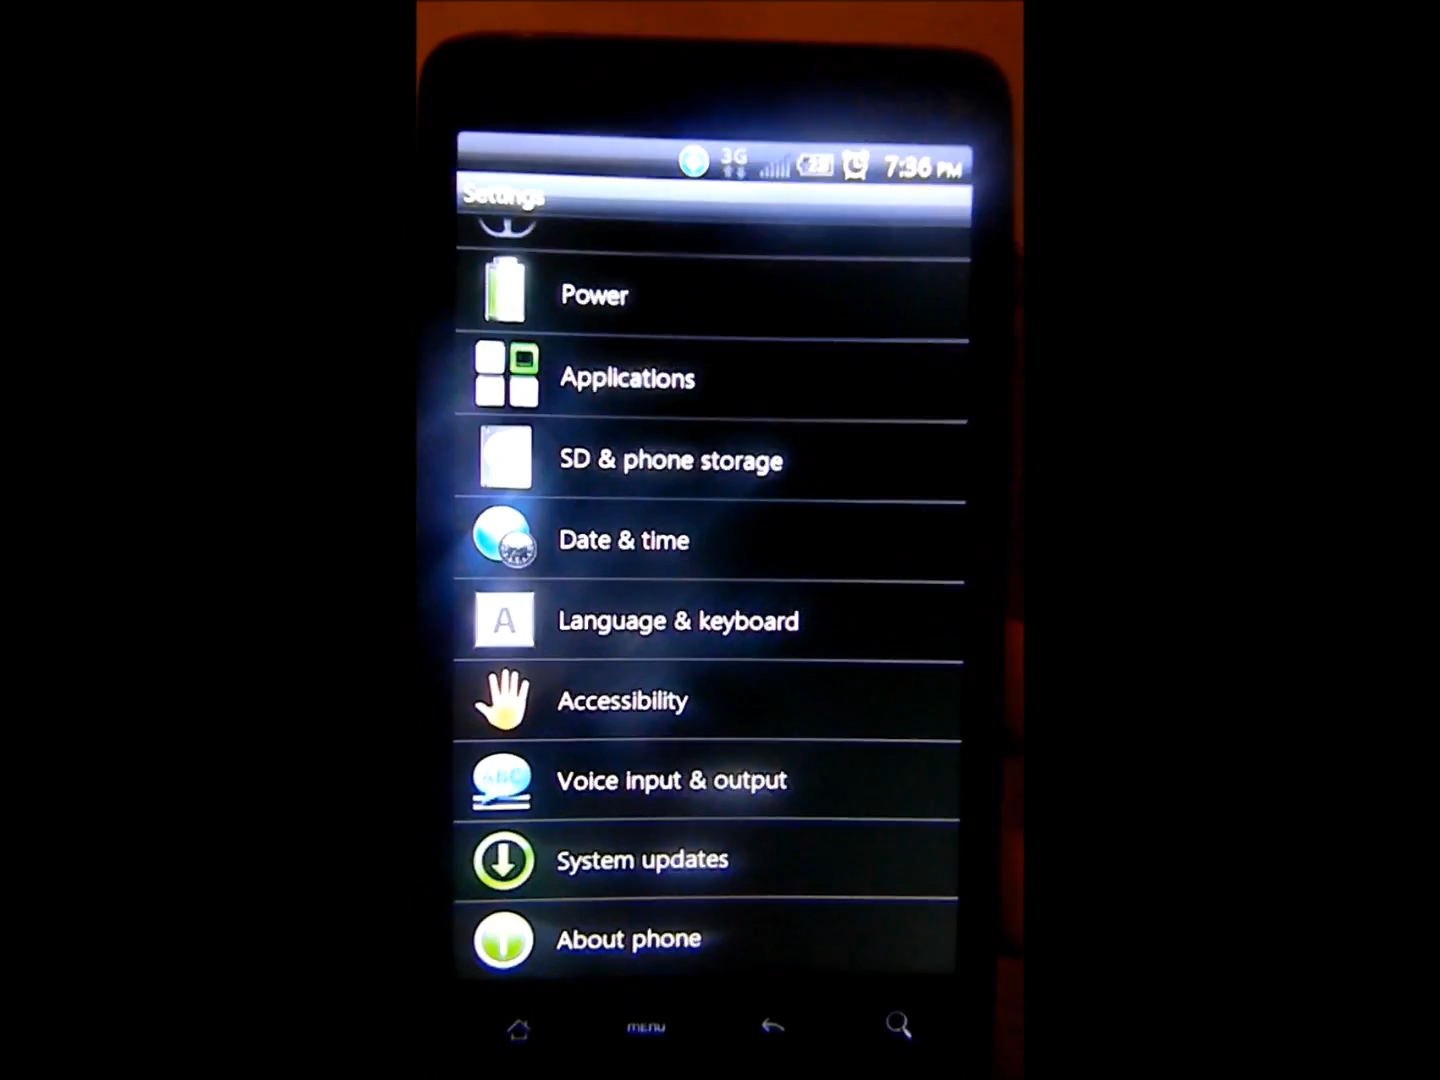 3G 7:36 PM
Settings
Power
Applications
SD & phone storage
Date & time
A
Language & keyboard
Accessibility
ABC
Voice input & output
System updates
About phone
menu